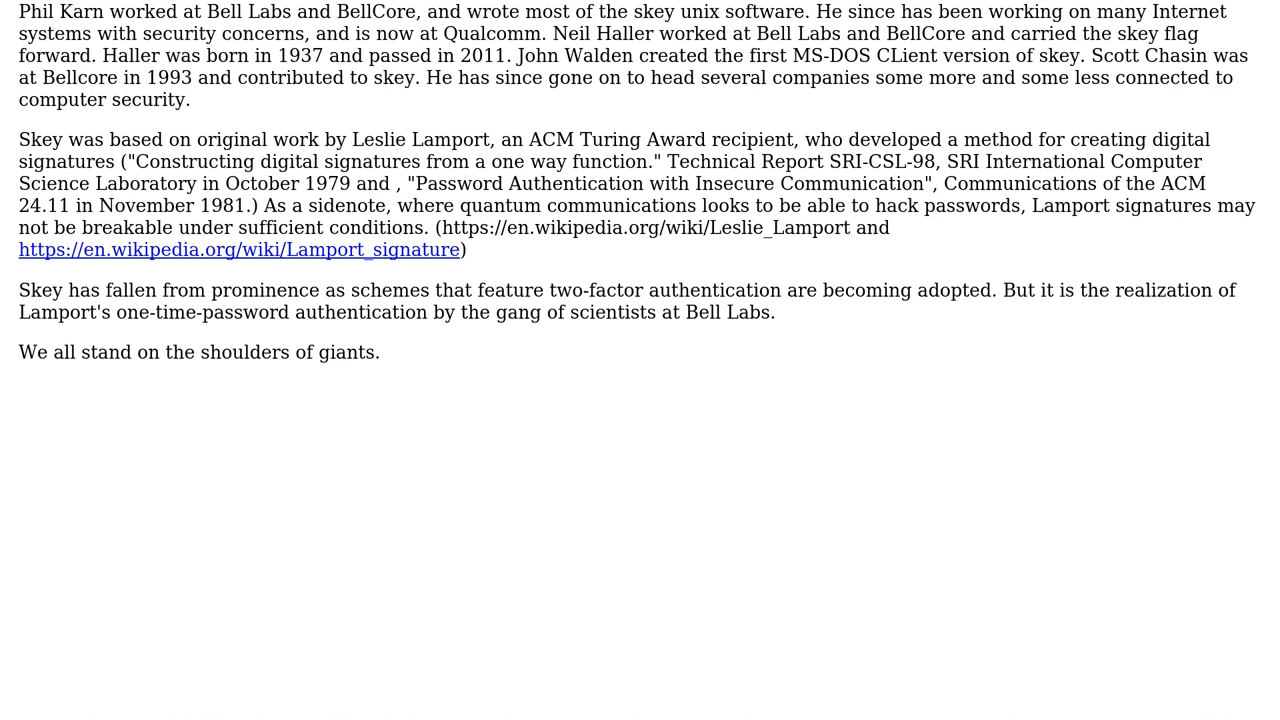 Phil Karn worked at Bell Labs and BellCore, and wrote most of the skey unix software. He since has been working on many Internet
systems with security concerns, and is now at Qualcomm. Neil Haller worked at Bell Labs and BellCore and carried the skey flag
forward. Haller was born in 1937 and passed in 2011. John Walden created the first MS-DOS CLient version of skey. Scott Chasin was
at Bellcore in 1993 and contributed to skey. He has since gone on to head several companies some more and some less connected to
computer security.
Skey was based on original work by Leslie Lamport, an ACM Turing Award recipient, who developed a method for creating digital
signatures ("Constructing digital signatures from a one way function." Technical Report SRI-CSL-98, SRI International Computer
Science Laboratory in October 1979 and , "Password Authentication with Insecure Communication", Communications of the ACM
24.11 in November 1981.) As a sidenote, where quantum communications looks to be able to hack passwords, Lamport signatures may
not be breakable under sufficient conditions. (https://en.wikipedia.org/wiki/Leslie_Lamport and
https://en.wikipedia.org/wiki/Lamport_signature)
Skey has fallen from prominence as schemes that feature two-factor authentication are becoming adopted. But it is the realization of
Lamport's one-time-password authentication by the gang of scientists at Bell Labs.
We all stand on the shoulders of giants.